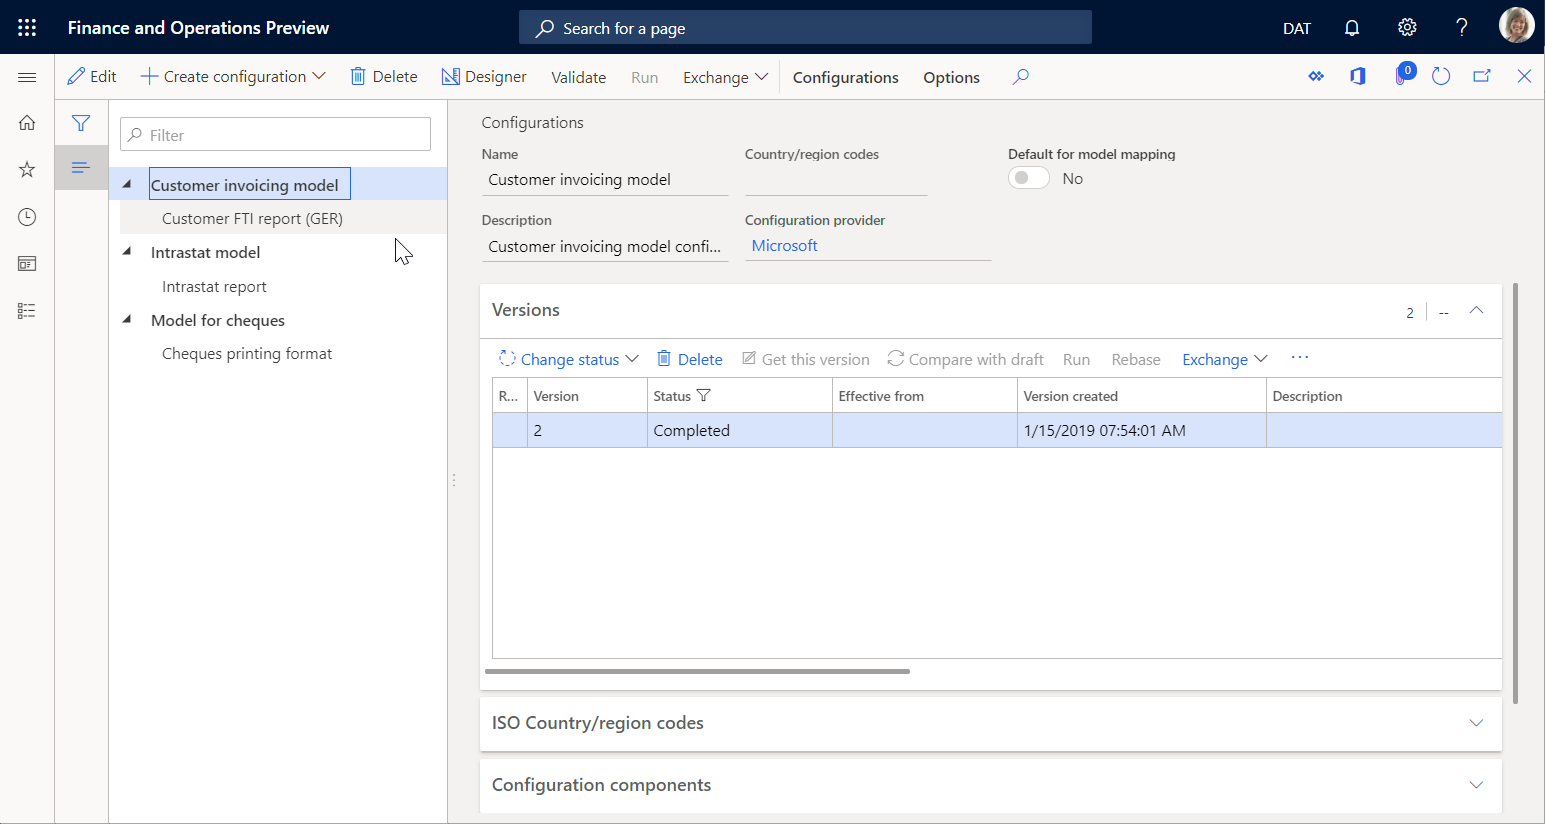 Finance and Operations Preview
Search for a page
DAT
?
Edit
Create configuration
Delete
Designer
Validate
Run
Exchange
Configurations
Options
0
Filter
Customer invoicing model
Customer FTI report (GER)
Intrastat model
Intrastat report
Model for cheques
Cheques printing format
Configurations
Name
Country/region codes
Default for model mapping
Customer invoicing model
No
Description
Configuration provider
Customer invoicing model confi...
Microsoft
Versions
2
--
Change status
Delete
Get this version
Compare with draft
Run
Rebase
Exchange
...
R...
Version
Status
Effective from
Version created
Description
2
Completed
1/15/2019 07:54:01 AM
ISO Country/region codes
Configuration components